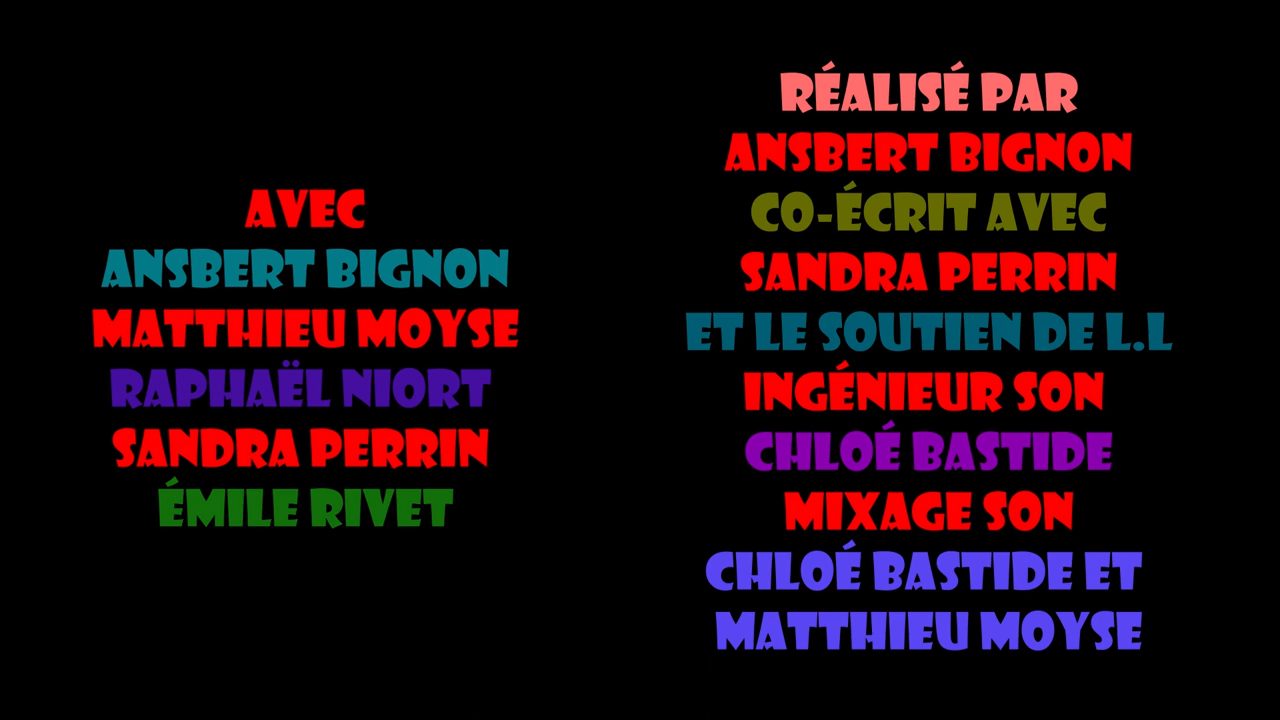 AVEC
ANSBERT BIGNON
MATTHIEU MOYSE
RAPHAËL NIORT
SANDRA PERRIN
ÉMILE RIVET
RÉALISÉ PAR
ANSBERT BIGNON
CO-ÉCRIT AVEC
SANDRA PERRIN
ET LE SOUTIEN DE L.L
INGÉNIEUR SON
CHLOÉ BASTIDE
MIXAGE SON
CHLOÉ BASTIDE ET
MATTHIEU MOYSE